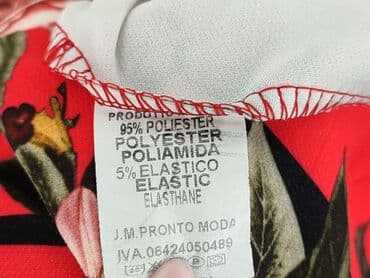 PRODOTTO
95% POLIESTER
POLYESTER
POLIAMIDA
5% ELASTICO
ELASTIC
ELASTHANE
J.M.PRONTO MODA
IVA.06424050489